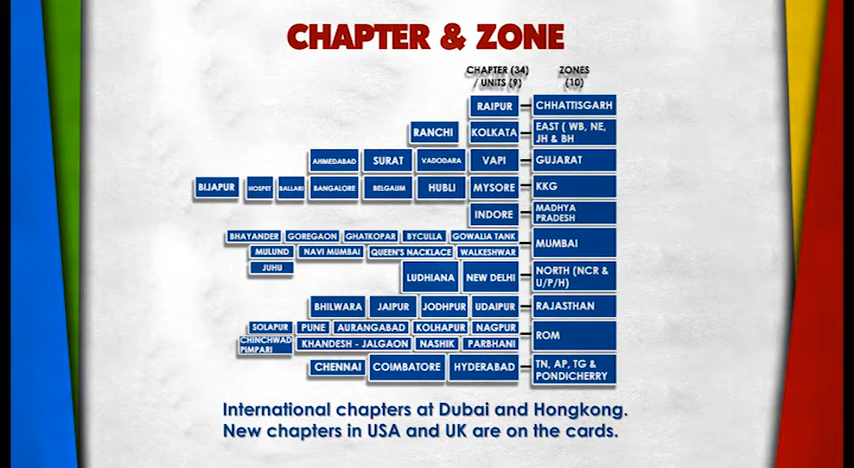 CHAPTER & ZONE
CHAPTER (34) / UNITS (9)
ZONES (10)
RAIPUR CHHATTISGARH
RANCHI KOLKATA EAST ( WB, NE, JH & BH
AHMEDABAD SURAT VADODARA VAPI GUJARAT
BIJAPUR HOSPET BALLARI BANGALORE BELGAUM HUBLI MYSORE KKG
INDORE MADHYA PRADESH
BHAYANDER GOREGAON GHATKOPAR BYCULLA GOWALIA TANK MUMBAI
MULUND NAVI MUMBAI QUEEN'S NACKLACE WALKESHWAR
JUHU
LUDHIANA NEW DELHI NORTH (NCR & U/P/H)
BHILWARA JAIPUR JODHPUR UDAIPUR RAJASTHAN
SOLAPUR PUNE AURANGABAD KOLHAPUR NAGPUR ROM
CHINCHWAD PIMPARI KHANDESH - JALGAON NASHIK PARBHANI
CHENNAI COIMBATORE HYDERABAD TN, AP, TG & PONDICHERRY
International chapters at Dubai and Hongkong.
New chapters in USA and UK are on the cards.